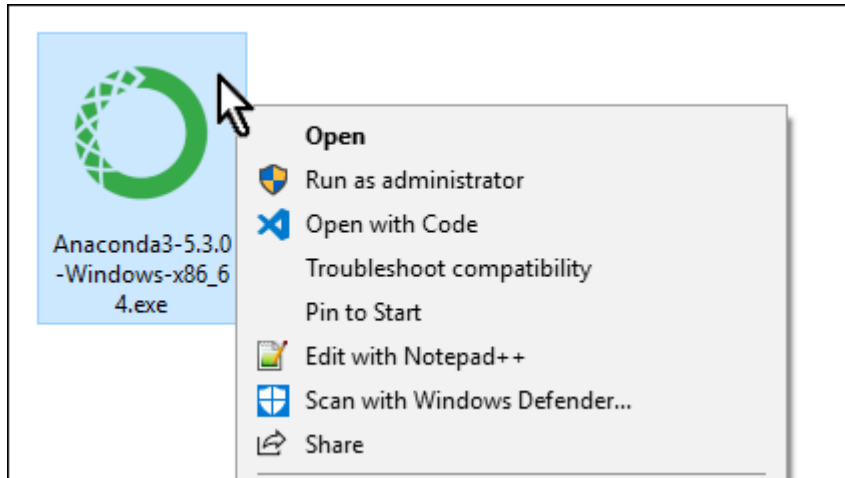 Anaconda3-5.3.0
-Windows-x86_6
4.exe
Open
Run as administrator
Open with Code
Troubleshoot compatibility
Pin to Start
Edit with Notepad++
Scan with Windows Defender...
Share